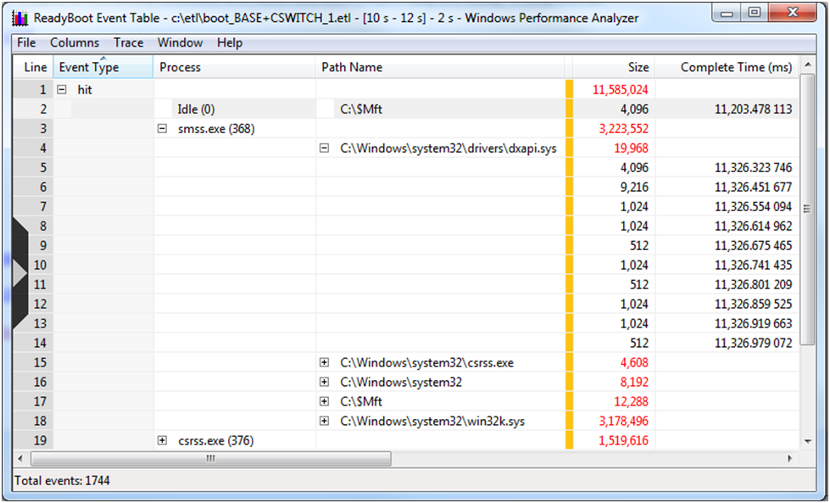 ReadyBoot Event Table - c:\etl\boot_BASE+CSWITCH_1.etl - [10 s - 12 s] - 2 s - Windows Performance Analyzer
File Columns Trace Window Help
Line Event Type Process Path Name Size Complete Time (ms)
1 hit 11,585,024
2 Idle (0) C:\$Mft 4,096 11,203.478 113
3 smss.exe (368) 3,223,552
4 C:\Windows\system32\drivers\dxapi.sys 19,968
5 4,096 11,326.323 746
6 9,216 11,326.451 677
7 1,024 11,326.554 094
8 1,024 11,326.614 962
9 512 11,326.675 465
10 1,024 11,326.741 435
11 512 11,326.801 209
12 1,024 11,326.859 525
13 1,024 11,326.919 663
14 512 11,326.979 072
15 C:\Windows\system32\csrss.exe 4,608
16 C:\Windows\system32 8,192
17 C:\$Mft 12,288
18 C:\Windows\system32\win32k.sys 3,178,496
19 csrss.exe (376) 1,519,616
Total events: 1744